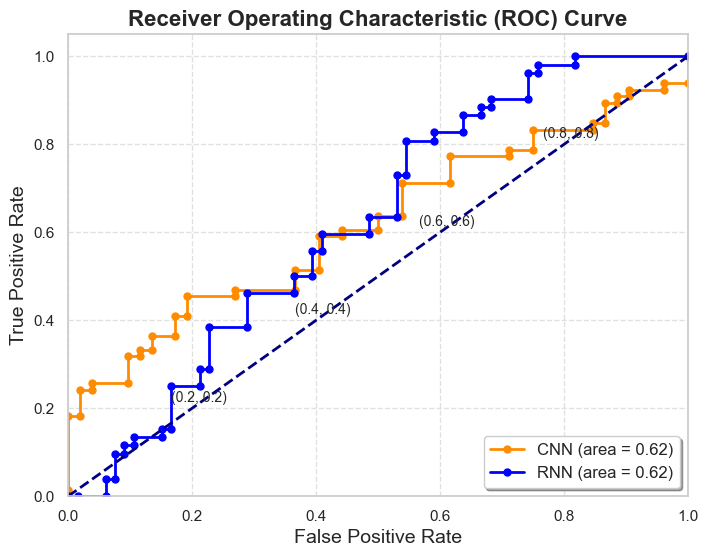 Receiver Operating Characteristic (ROC) Curve
True Positive Rate
1.0
0.8
0.6
0.4
0.2
0.0
(0.8, 0.8)
(0.6, 0.6)
(0.4, 0.4)
(0.2, 0.2)
CNN (area = 0.62)
RNN (area = 0.62)
0.0 0.2 0.4 0.6 0.8 1.0
False Positive Rate